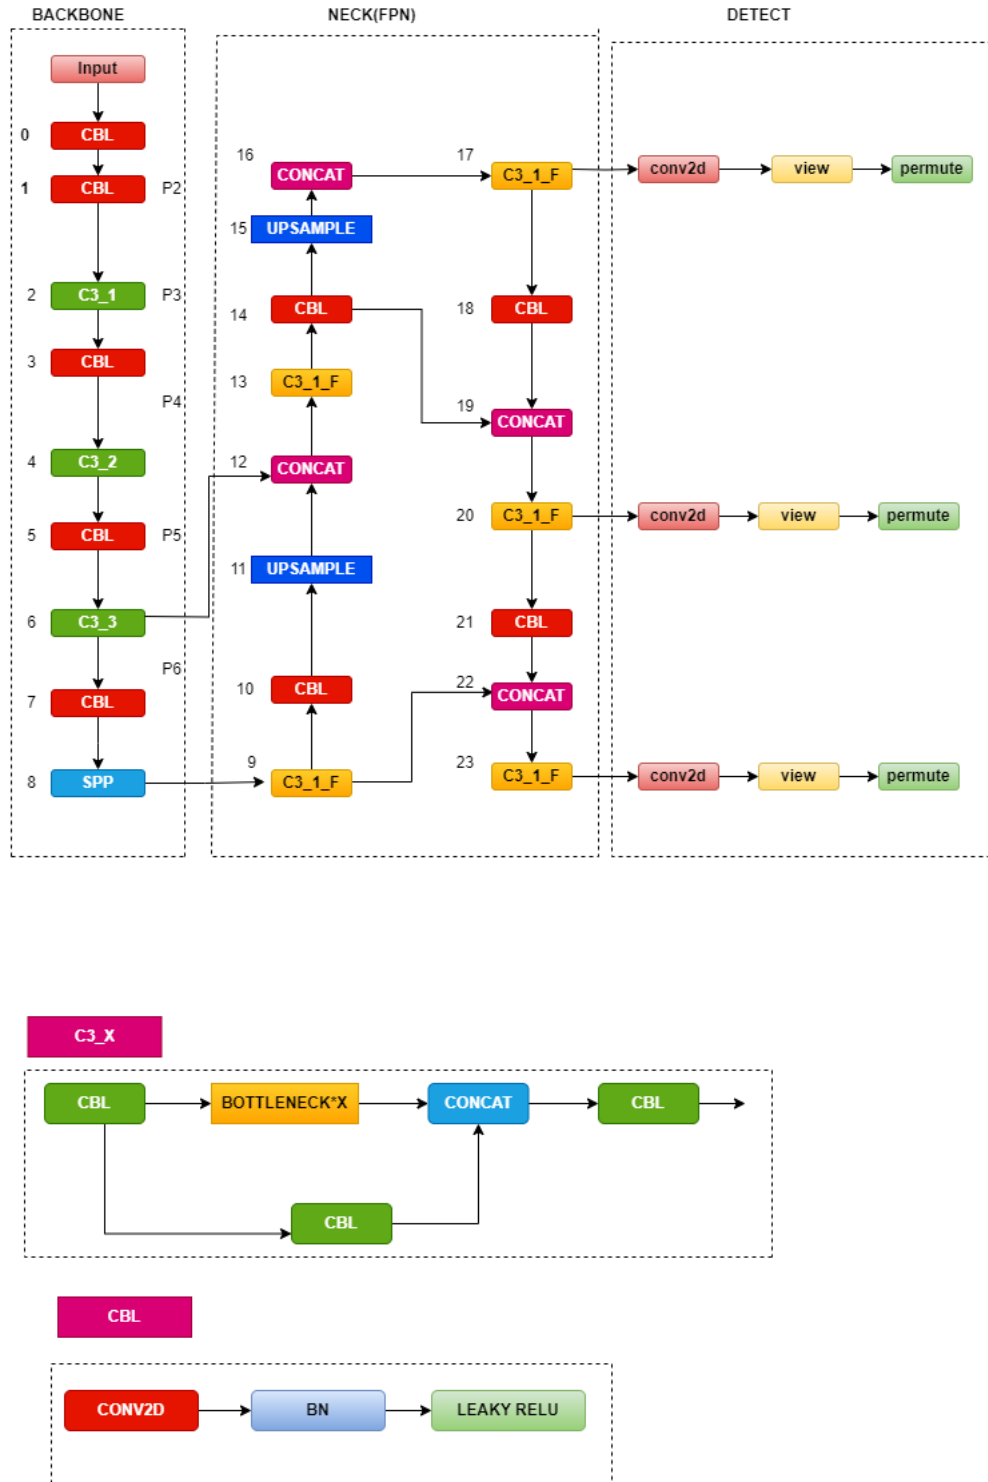 BACKBONE
NECK(FPN)
DETECT
Input
0
CBL
1
CBL
P2
2
C3_1
P3
3
CBL
P4
4
C3_2
5
CBL
P5
6
C3_3
P6
7
CBL
8
SPP
16
CONCAT
15
UPSAMPLE
14
CBL
13
C3_1_F
12
CONCAT
11
UPSAMPLE
10
CBL
9
C3_1_F
17
C3_1_F
18
CBL
19
CONCAT
20
C3_1_F
21
CBL
22
CONCAT
23
C3_1_F
conv2d
view
permute
conv2d
view
permute
conv2d
view
permute
C3_X
CBL
BOTTLENECK*X
CONCAT
CBL
CBL
CBL
CONV2D
BN
LEAKY RELU